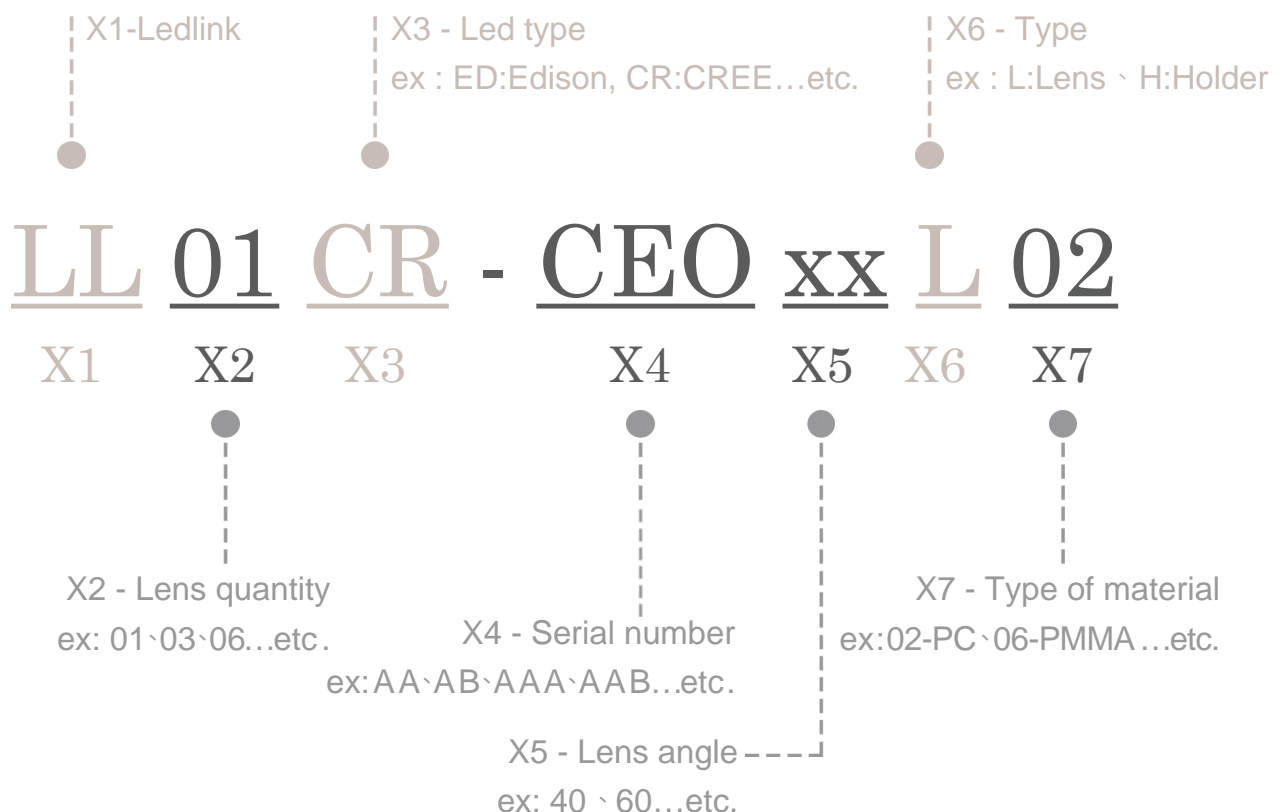 X1-Ledlink
X3 - Led type
ex : ED:Edison, CR:CREE…etc.
X6 - Type
ex : L:Lens、H:Holder
LL 01 CR - CEO xx L 02
X1 X2 X3 X4 X5 X6 X7
X2 - Lens quantity
ex: 01、03、06…etc.
X4 - Serial number
ex:AA、AB、AAA、AAB…etc.
X7 - Type of material
ex:02-PC、06-PMMA…etc.
X5 - Lens angle
ex: 40、60…etc.